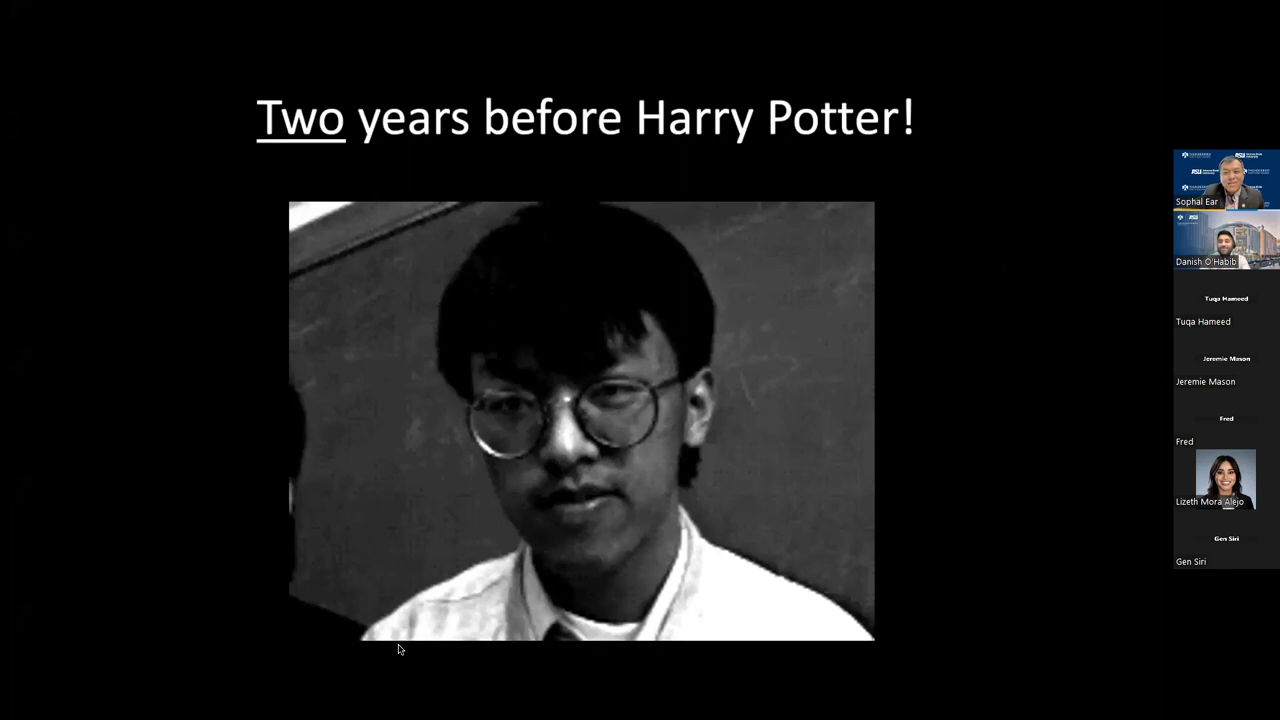 Two years before Harry Potter!
Sophal Ear
Danish O'Habib
Tuqa Hameed
Tuqa Hameed
Jeremie Mason
Jeremie Mason
Fred
Fred
Lizeth Mora Alejo
Gen Siri
Gen Siri